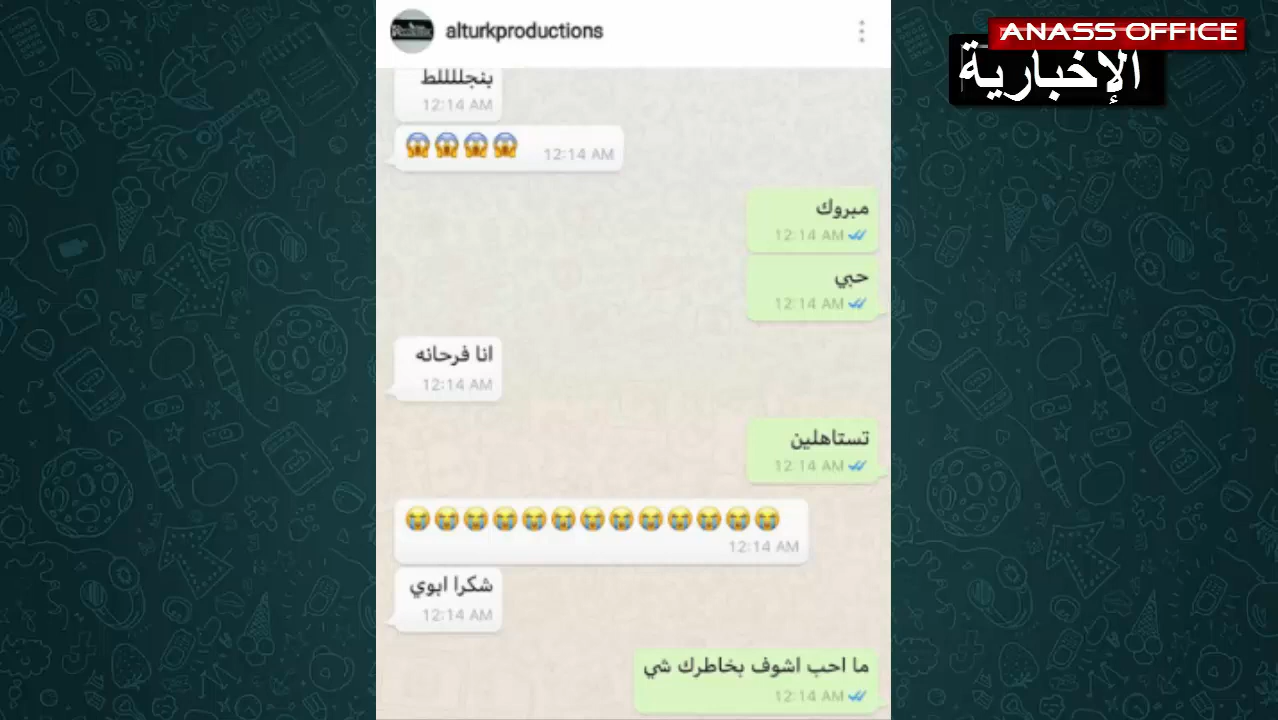 alturkproductions
ANASS OFFICE
الإخبارية
بنجلللللط
12:14 AM
12:14 AM
مبروك
12:14 AM
حبي
12:14 AM
انا فرحانه
12:14 AM
تستاهلين
12:14 AM
12:14 AM
شكرا ابوي
12:14 AM
ما احب اشوف بخاطرك شي
12:14 AM